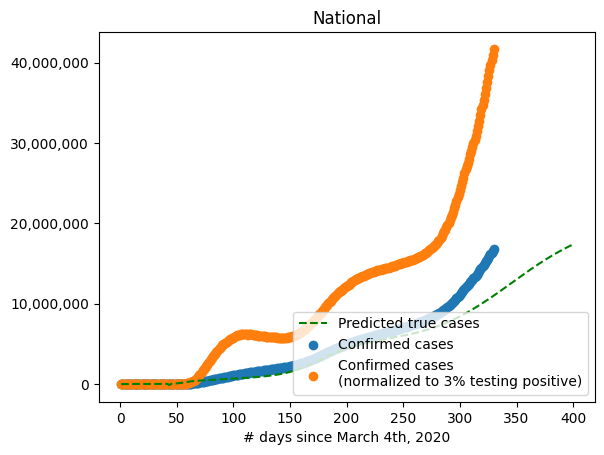 National
40,000,000
30,000,000
20,000,000
10,000,000
0
Predicted true cases
Confirmed cases
Confirmed cases
(normalized to 3% testing positive)
0 50 100 150 200 250 300 350 400
# days since March 4th, 2020